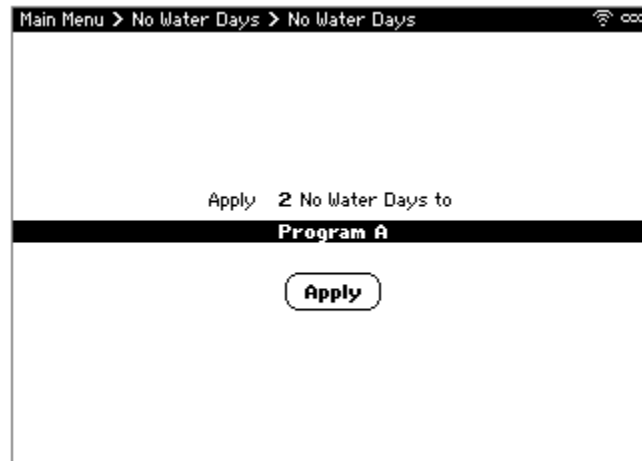 Main Menu > No Water Days > No Water Days
Apply 2 No Water Days to
Program A
Apply